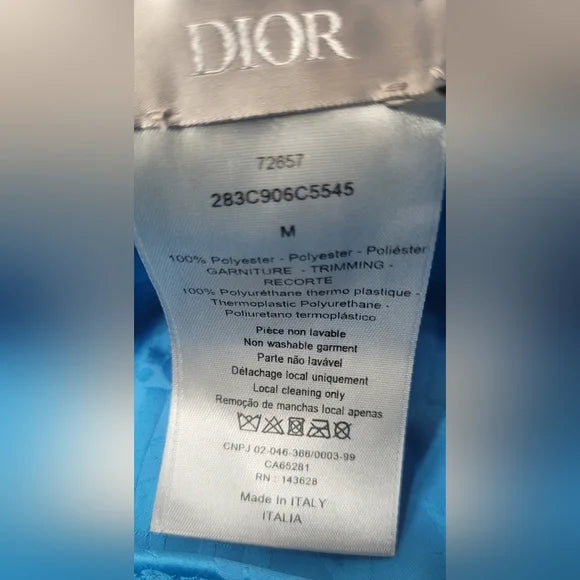 DIOR
72657
283C906C5545
M
100% Polyester - Polyester - Poliéster
GARNITURE - TRIMMING -
RECORTE
100% Polyuréthane thermo plastique -
Thermoplastic Polyurethane -
Poliuretano termoplástico
Pièce non lavable
Non washable garment
Parte não lavável
Détachage local uniquement
Local cleaning only
Remoção de manchas local apenas
CNPJ 02-046-366/0003-99
CA65281
RN : 143628
Made In ITALY
ITALIA